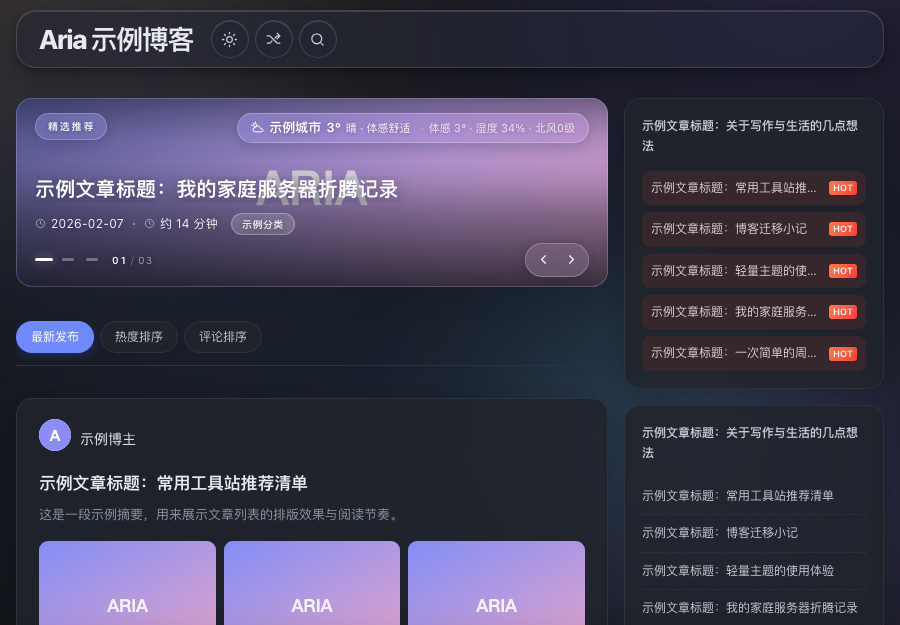 Aria 示例博客
精选推荐
示例城市 3° 晴 · 体感舒适 · 体感 3° · 湿度 34% · 北风0级
ARIA
示例文章标题：我的家庭服务器折腾记录
2026-02-07 · 约 14 分钟 示例分类
01 / 03
最新发布 热度排序 评论排序
A 示例博主
示例文章标题：常用工具站推荐清单
这是一段示例摘要，用来展示文章列表的排版效果与阅读节奏。
ARIA ARIA ARIA
示例文章标题：关于写作与生活的几点想
法
示例文章标题：常用工具站推... HOT
示例文章标题：博客迁移小记 HOT
示例文章标题：轻量主题的使... HOT
示例文章标题：我的家庭服务... HOT
示例文章标题：一次简单的周... HOT
示例文章标题：关于写作与生活的几点想
法
示例文章标题：常用工具站推荐清单
示例文章标题：博客迁移小记
示例文章标题：轻量主题的使用体验
示例文章标题：我的家庭服务器折腾记录